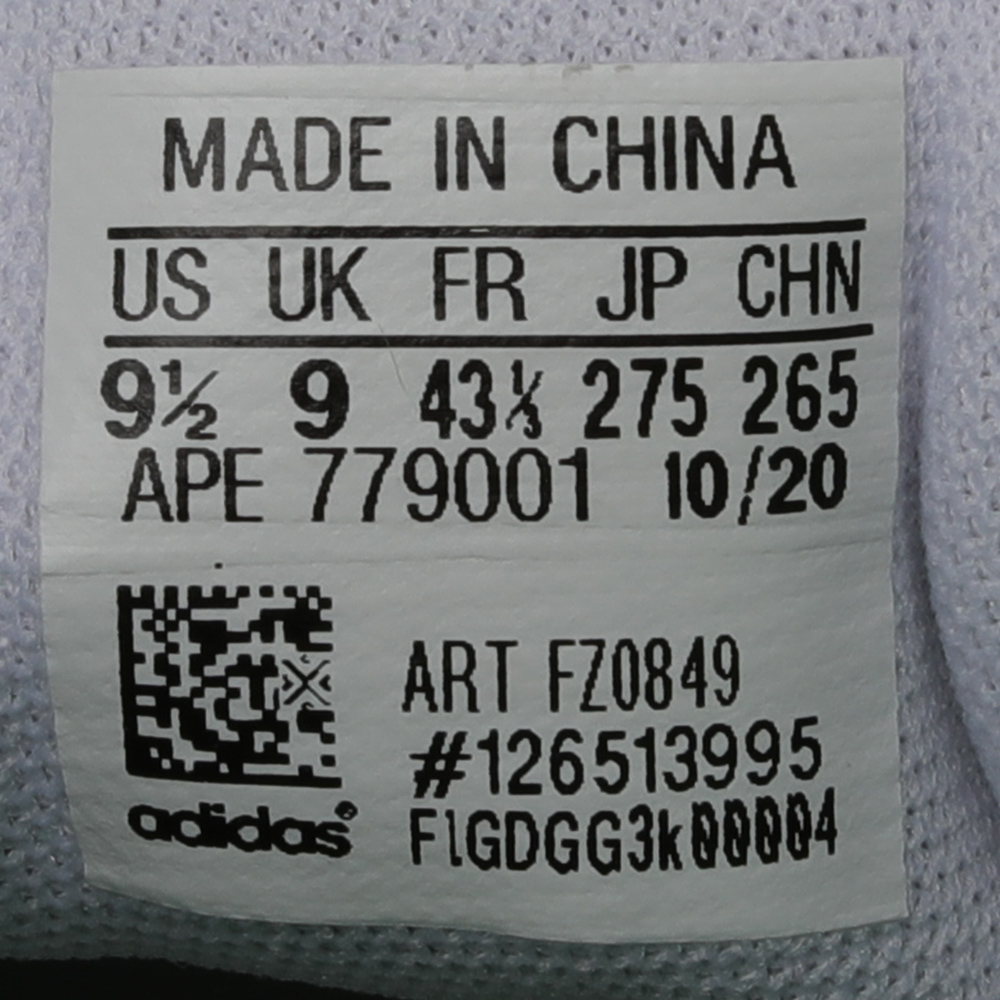 MADE IN CHINA
US UK FR JP CHN
9½ 9 43⅓ 275 265
APE 779001 10/20
ART FZ0849
#126513995
FlGDGG3k00004
adidas®